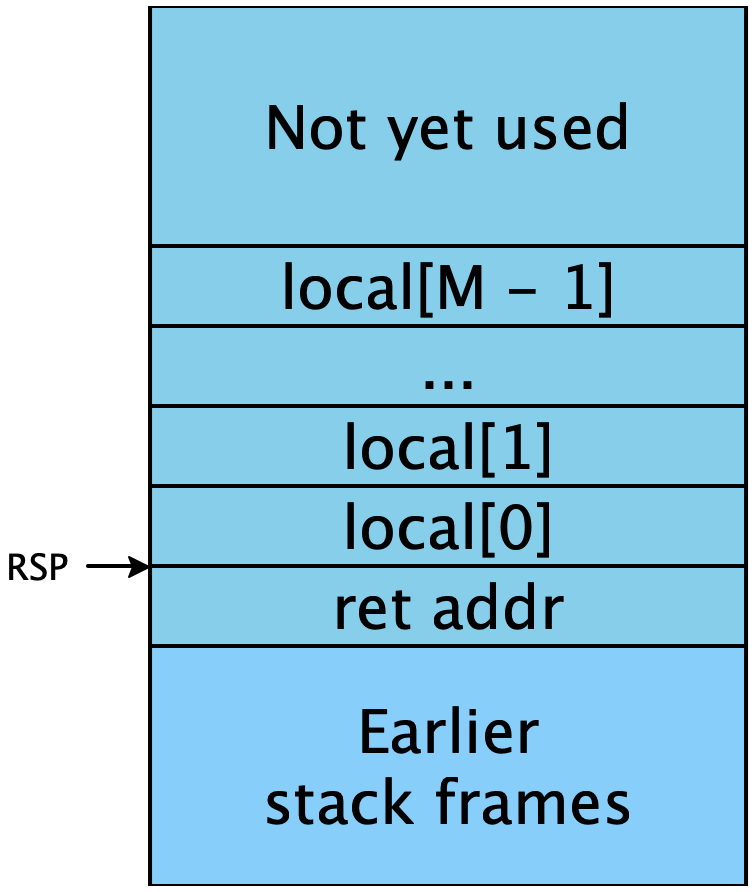 Not yet used
local[M – 1]
...
local[1]
local[0]
RSP
ret addr
Earlier
stack frames